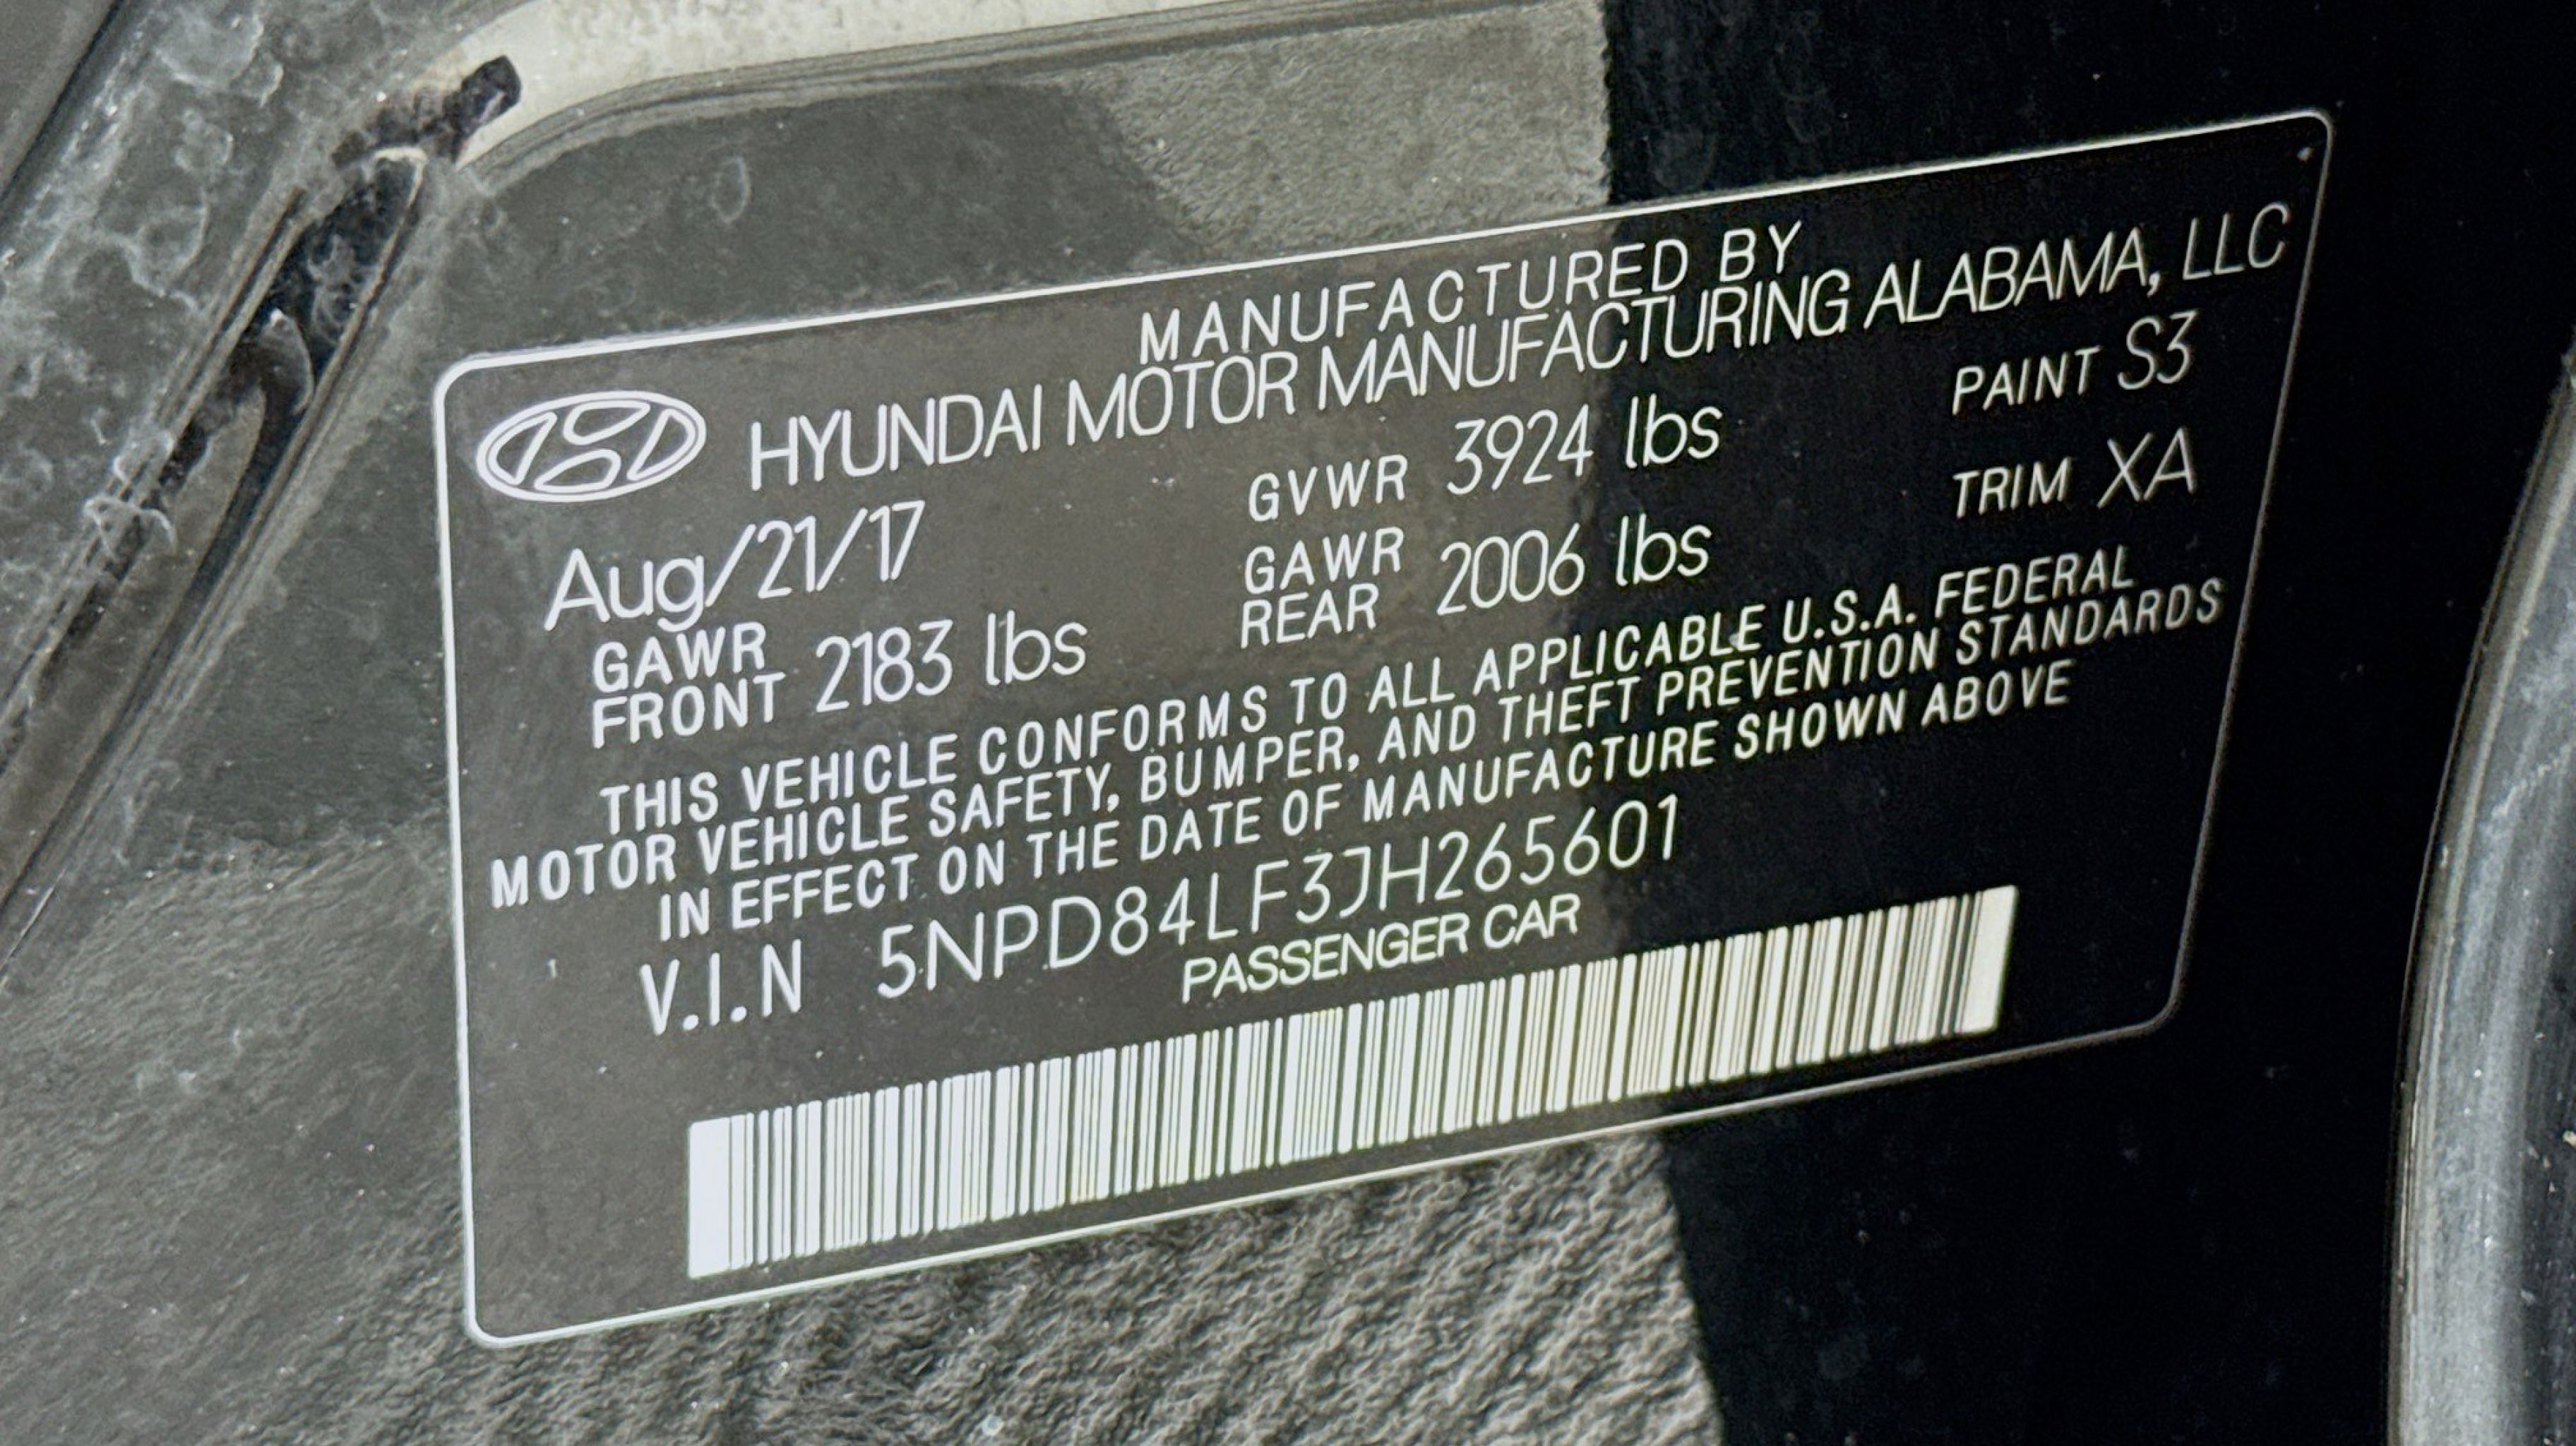 MANUFACTURED BY
HYUNDAI MOTOR MANUFACTURING ALABAMA, LLC
Aug/21/17 GVWR 3924 lbs PAINT S3
GAWR FRONT 2183 lbs GAWR REAR 2006 lbs TRIM XA
THIS VEHICLE CONFORMS TO ALL APPLICABLE U.S.A. FEDERAL
MOTOR VEHICLE SAFETY, BUMPER, AND THEFT PREVENTION STANDARDS
IN EFFECT ON THE DATE OF MANUFACTURE SHOWN ABOVE
V.I.N 5NPD84LF3JH265601
PASSENGER CAR